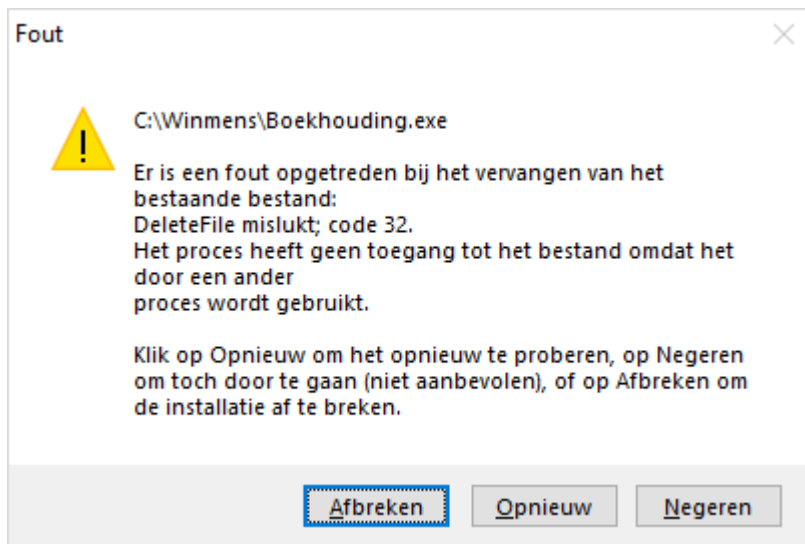 Fout
C:\Winmens\Boekhouding.exe
Er is een fout opgetreden bij het vervangen van het
bestaande bestand:
DeleteFile mislukt; code 32.
Het proces heeft geen toegang tot het bestand omdat het
door een ander
proces wordt gebruikt.
Klik op Opnieuw om het opnieuw te proberen, op Negeren
om toch door te gaan (niet aanbevolen), of op Afbreken om
de installatie af te breken.
Afbreken Opnieuw Negeren